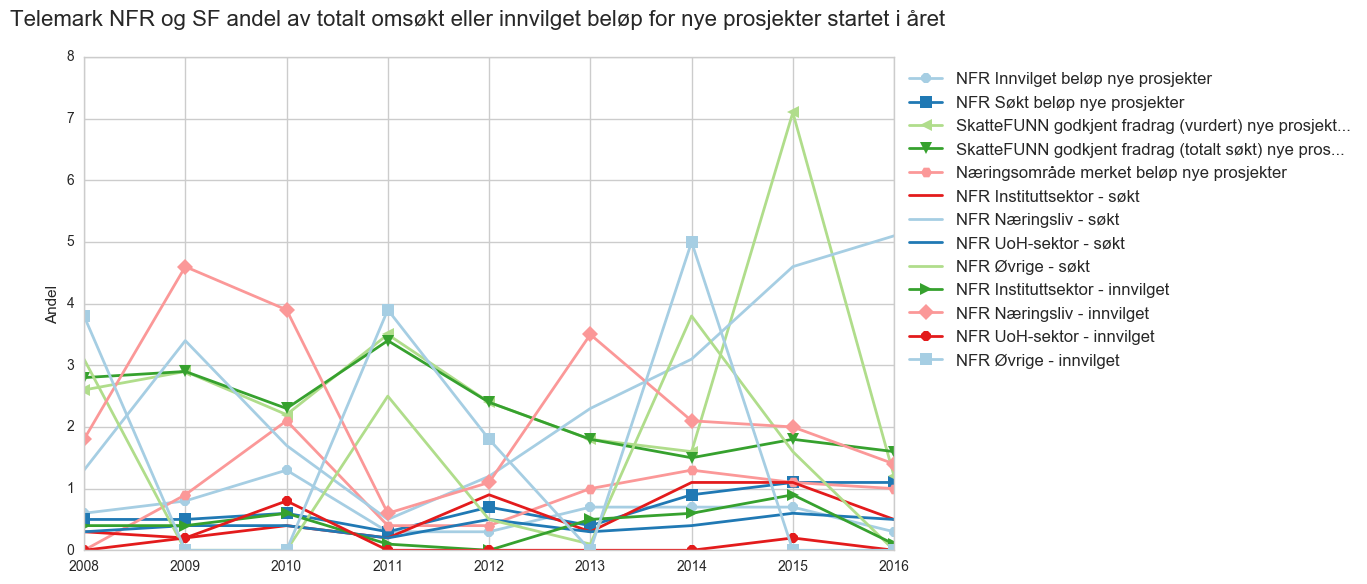 Telemark NFR og SF andel av totalt omsøkt eller innvilget beløp for nye prosjekter startet i året
8
7
6
5
4
3
2
1
0
Andel
2008 2009 2010 2011 2012 2013 2014 2015 2016
NFR Innvilget beløp nye prosjekter
NFR Søkt beløp nye prosjekter
SkatteFUNN godkjent fradrag (vurdert) nye prosjekt...
SkatteFUNN godkjent fradrag (totalt søkt) nye pros...
Næringsområde merket beløp nye prosjekter
NFR Instituttsektor - søkt
NFR Næringsliv - søkt
NFR UoH-sektor - søkt
NFR Øvrige - søkt
NFR Instituttsektor - innvilget
NFR Næringsliv - innvilget
NFR UoH-sektor - innvilget
NFR Øvrige - innvilget